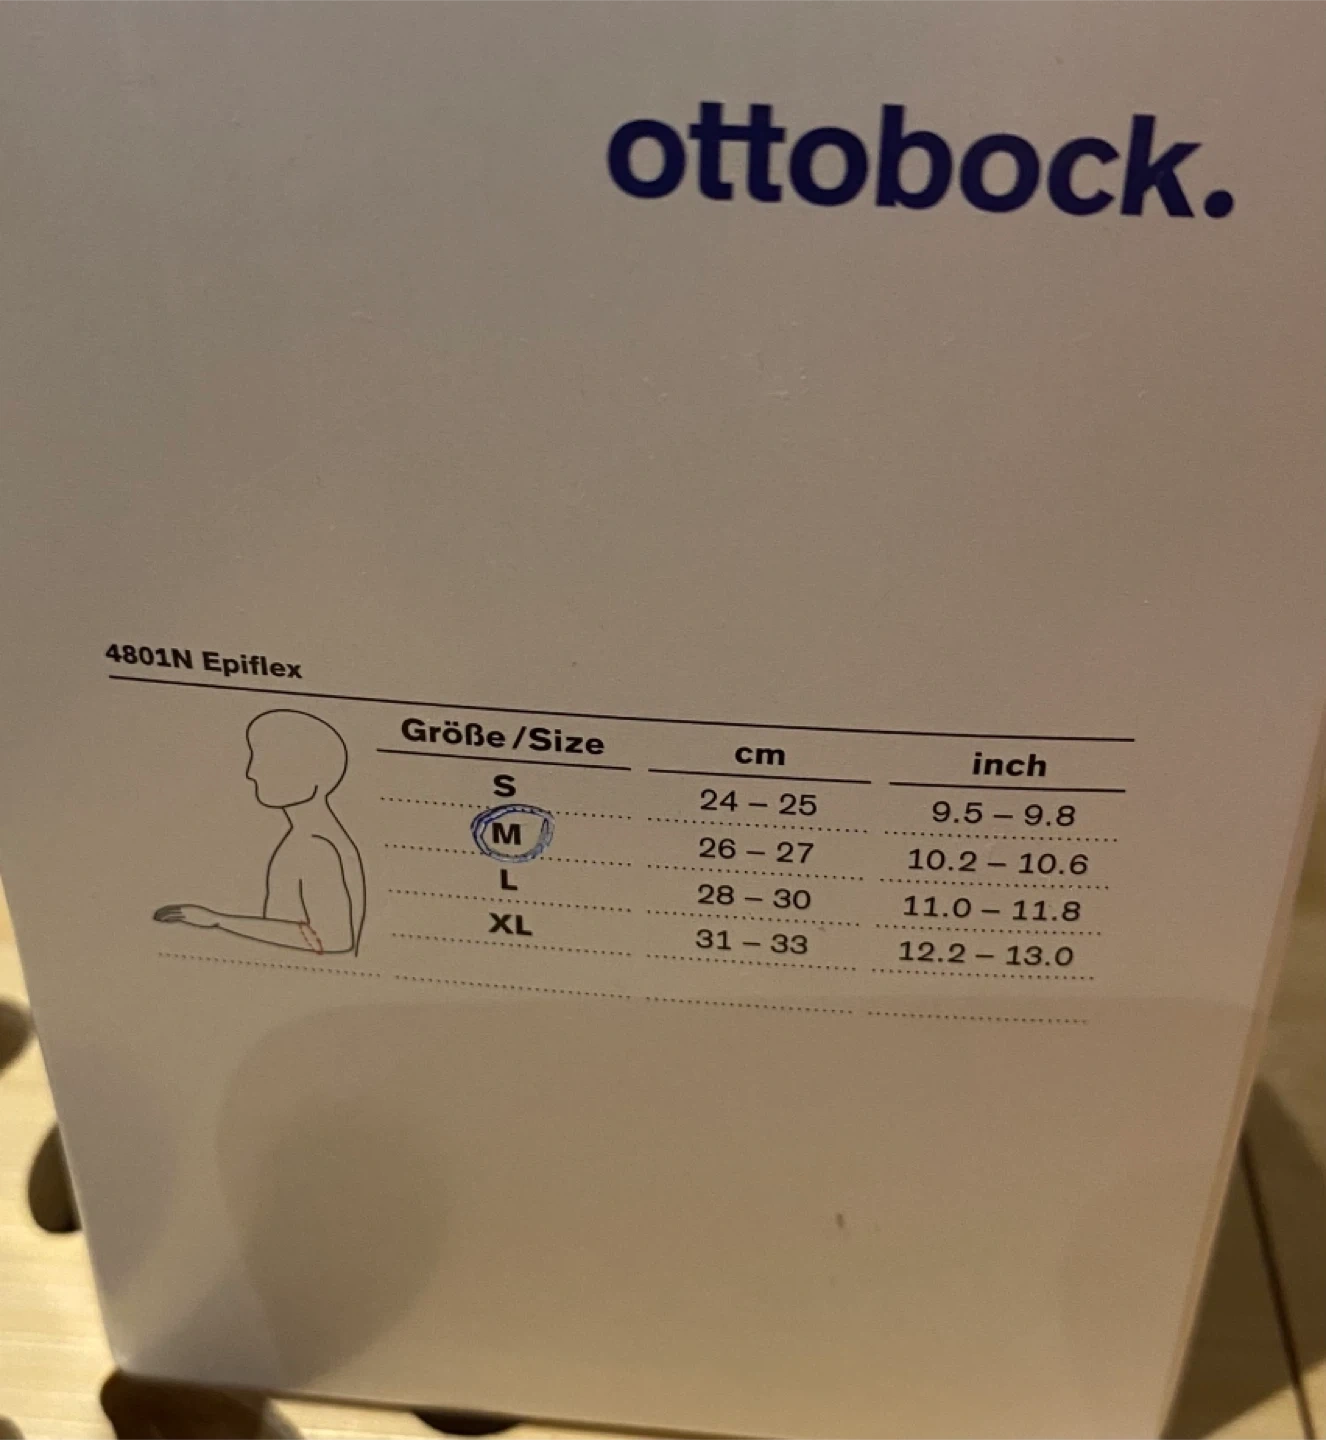 ottobock.
4801N Epiflex
Größe/Size cm inch
S 24 – 25 9.5 – 9.8
M 26 – 27 10.2 – 10.6
L 28 – 30 11.0 – 11.8
XL 31 – 33 12.2 – 13.0